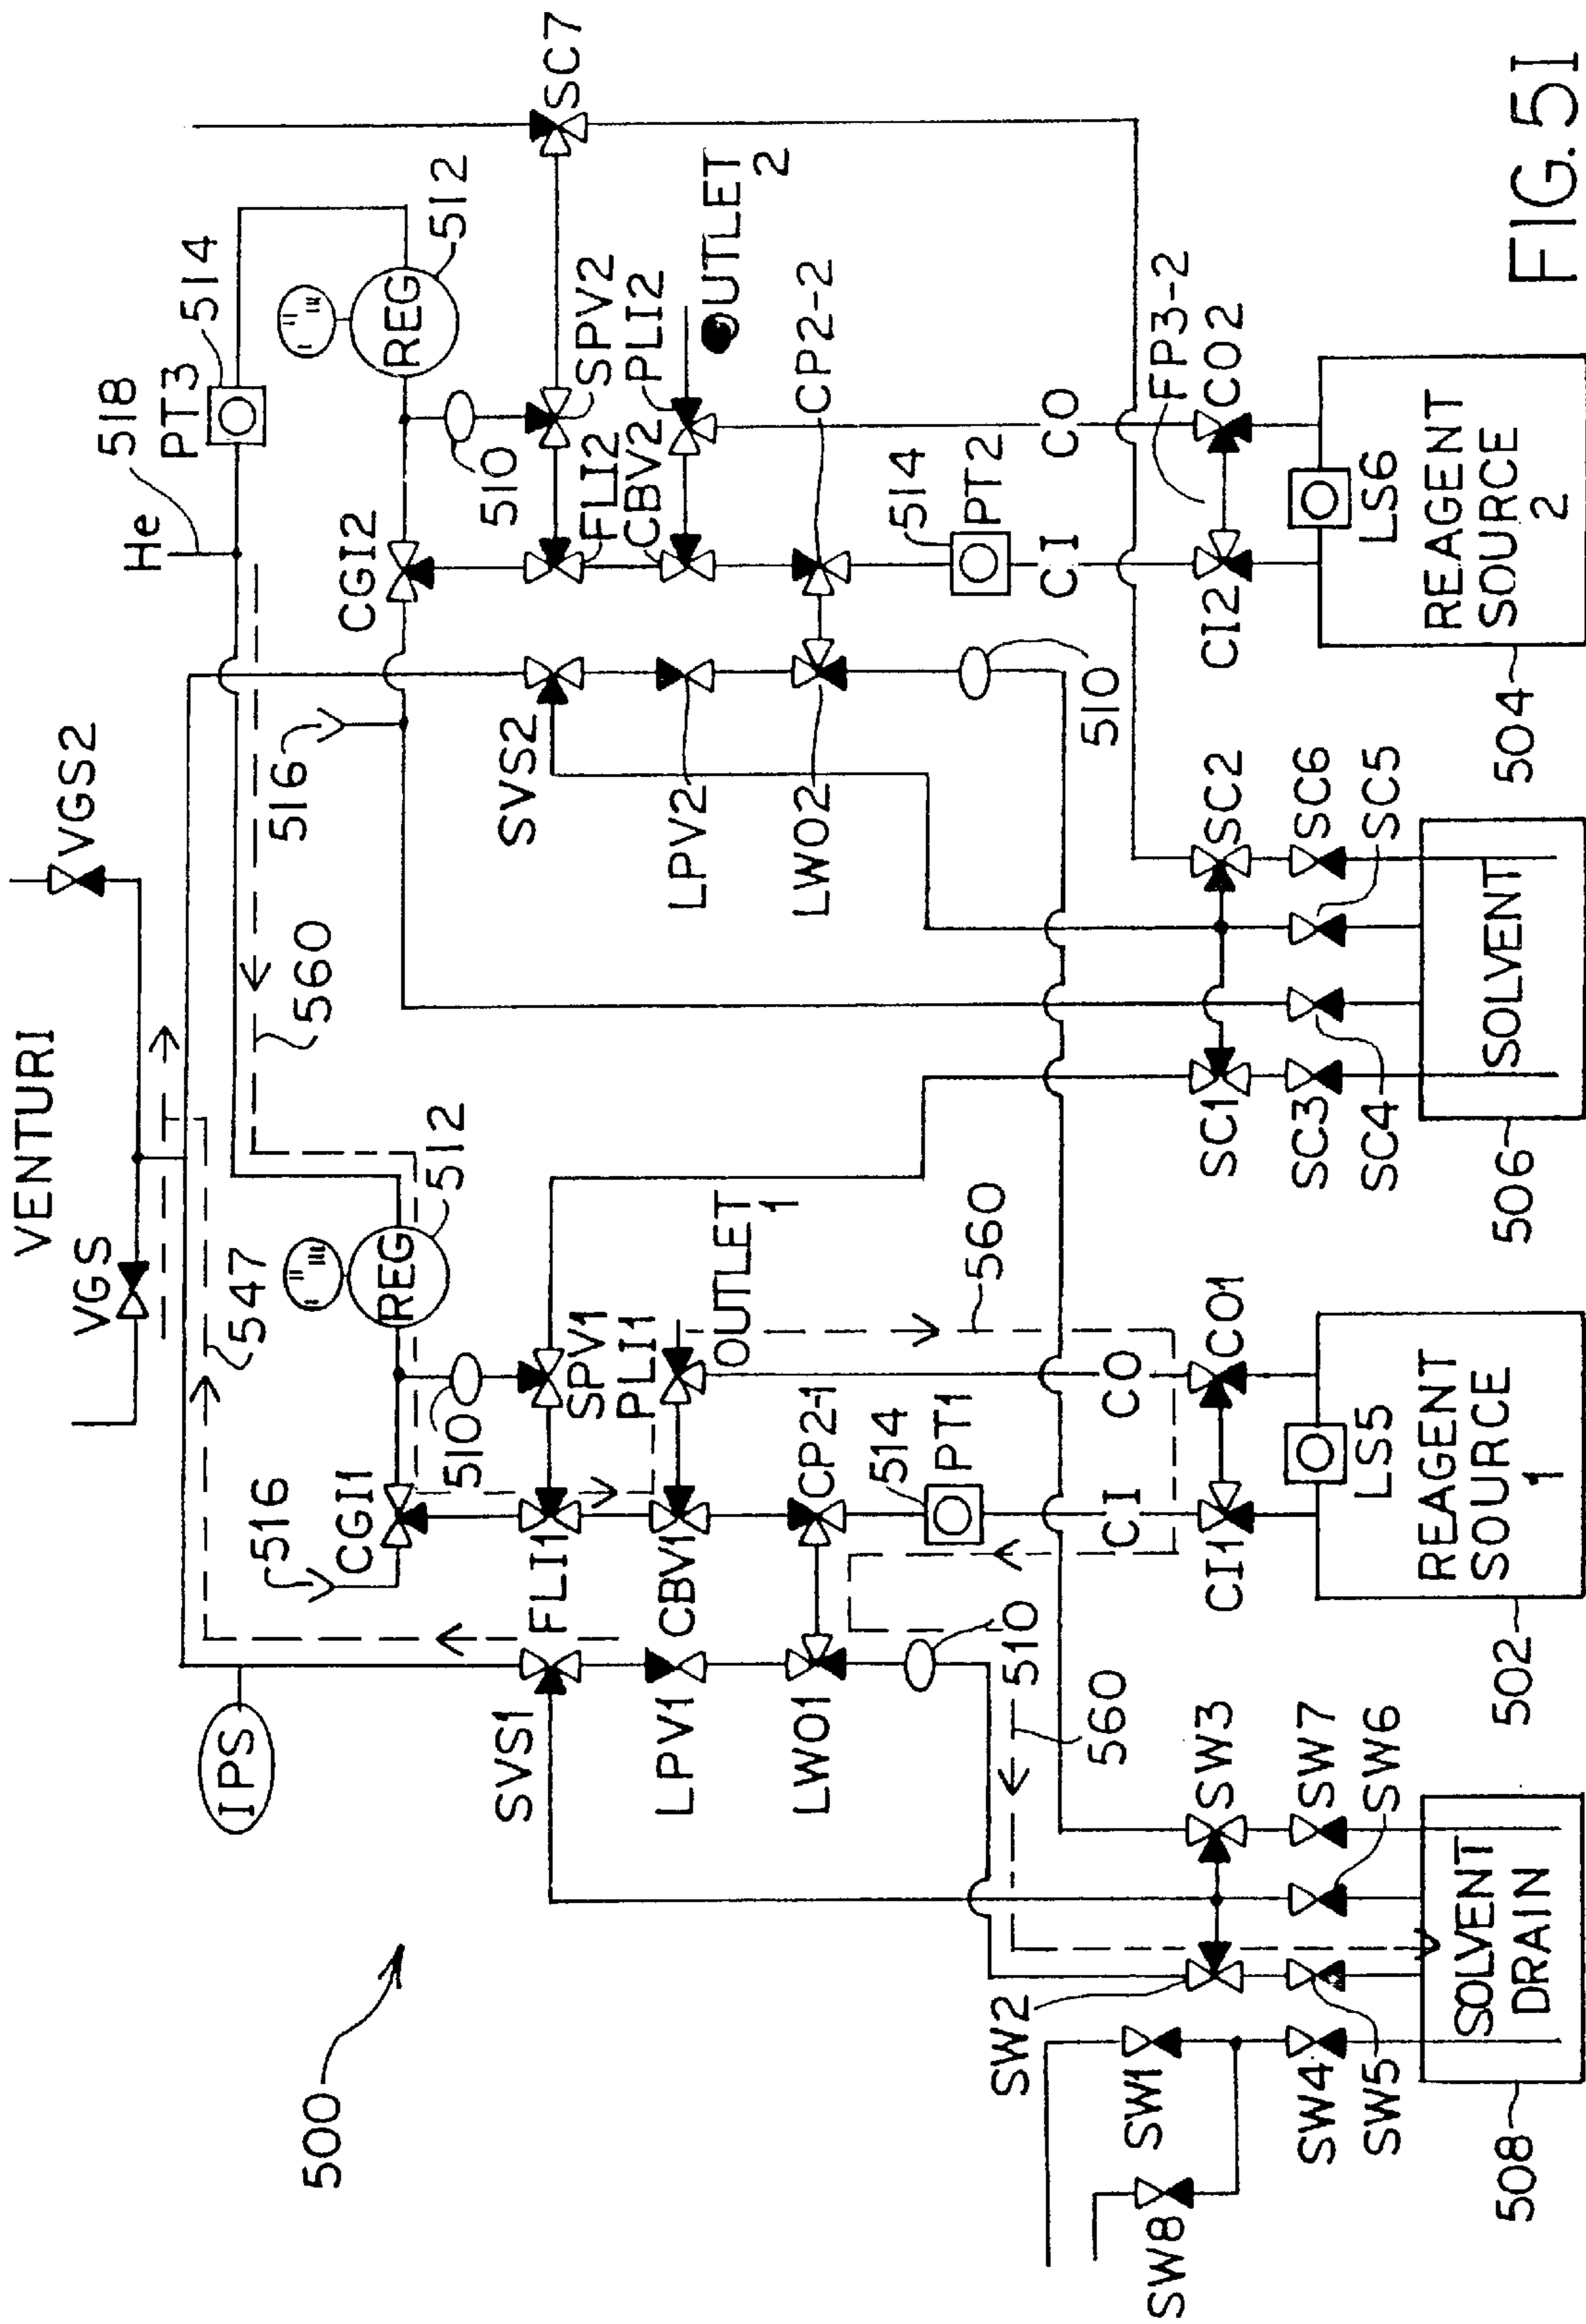 500
VENTURI
VGS
VGS2
547
560
He
518
PT3
514
IPS
516
CGI1
REG
512
510
SVS1
FLI1
SPV1
PLI1
OUTLET
1
LPV1
CBV1
LWO1
CP2-1
514
PT1
510
CI
CO
560
560
CI1
CO1
LS5
REAGENT
SOURCE
1
502
516
CGI2
REG
512
510
SC7
SVS2
FLI2
SPV2
CBV2
PLI2
OUTLET
2
LPV2
LWO2
CP2-2
514
PT2
510
CI
CO
FP3-2
CI2
CO2
LS6
REAGENT
SOURCE
2
504
SC1
SC2
SC3
SC4
SC6
SC5
SOLVENT
506
SW8
SW1
SW2
SW3
SW4
SW5
SW7
SW6
SOLVENT
DRAIN
508
FIG.5I